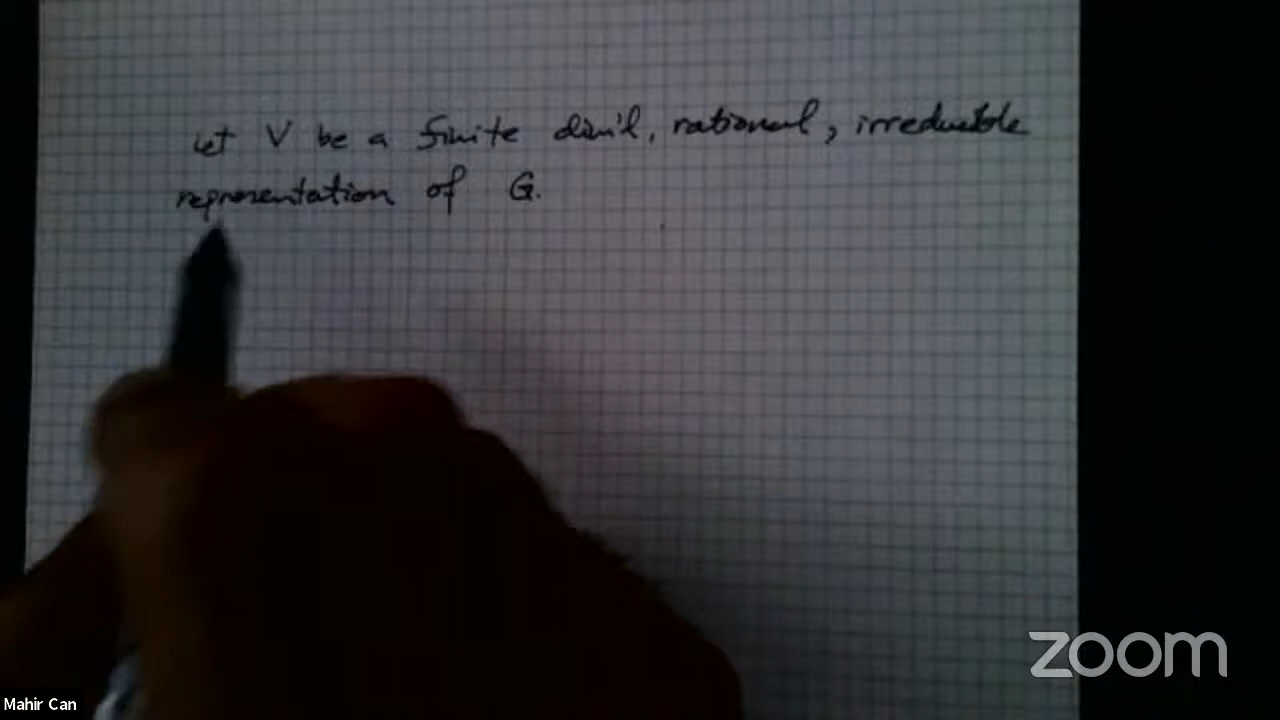 Let V be a finite dim'l, rational, irreducible
representation of G.
zoom
Mahir Can